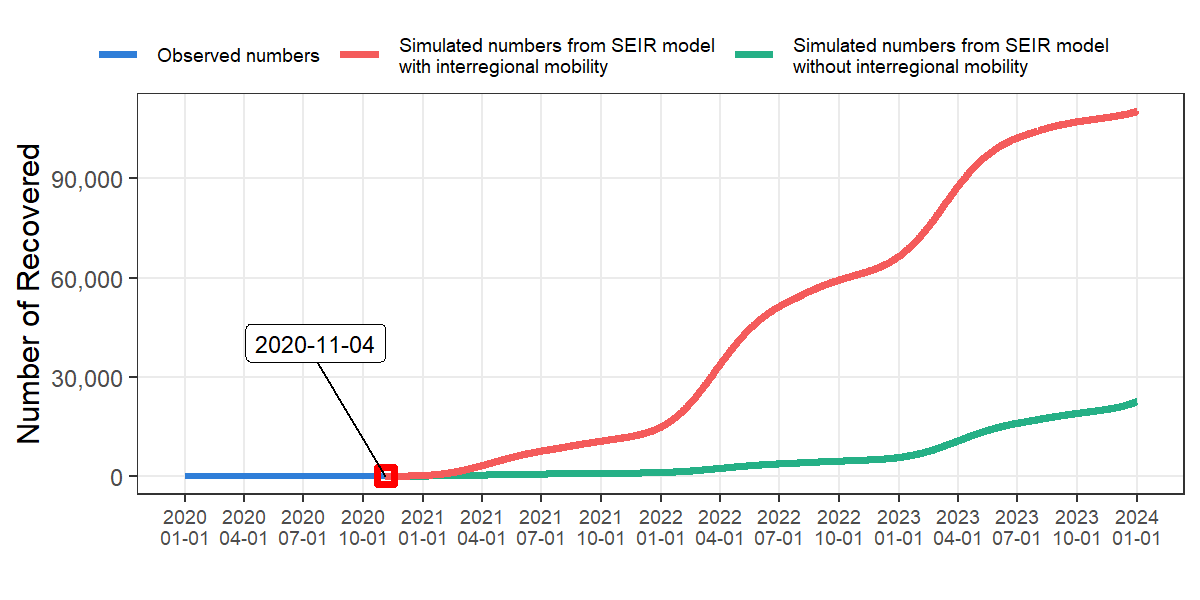 Observed numbers
Simulated numbers from SEIR model
with interregional mobility
Simulated numbers from SEIR model
without interregional mobility
Number of Recovered
90,000
60,000
30,000
0
2020-11-04
2020 2020 2020 2020 2021 2021 2021 2021 2022 2022 2022 2022 2023 2023 2023 2023 2024
01-01 04-01 07-01 10-01 01-01 04-01 07-01 10-01 01-01 04-01 07-01 10-01 01-01 04-01 07-01 10-01 01-01